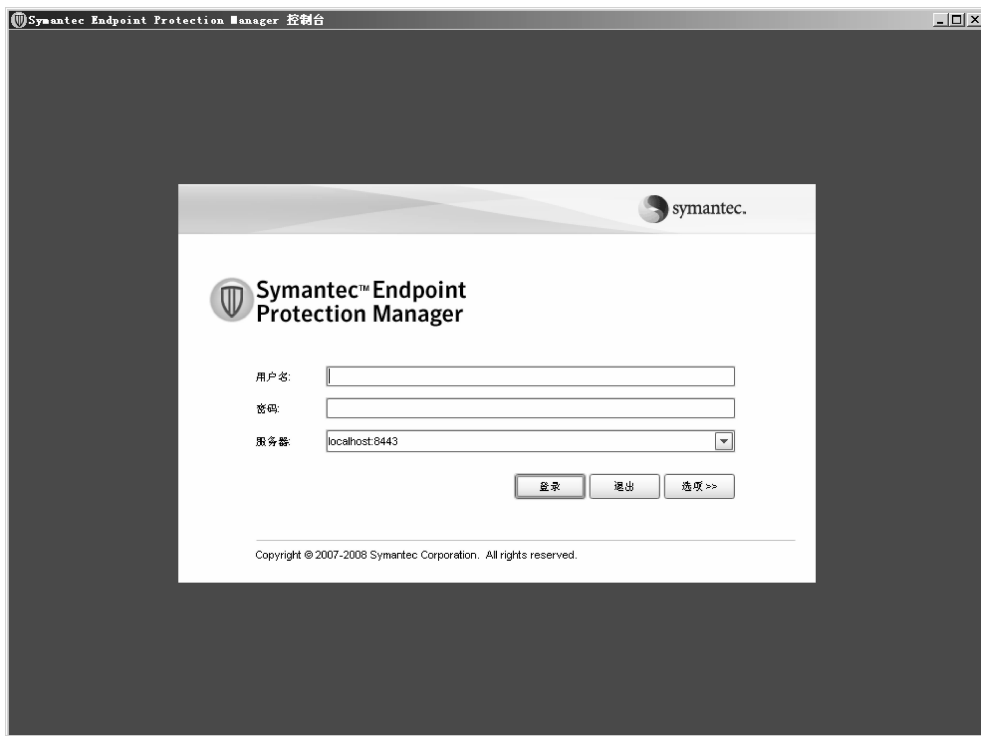 Symantec Endpoint Protection Manager 控制台
symantec.
Symantec™ Endpoint
Protection Manager
用户名:
密码:
服务器:
localhost:8443
登录
退出
选项 >>
Copyright © 2007-2008 Symantec Corporation. All rights reserved.